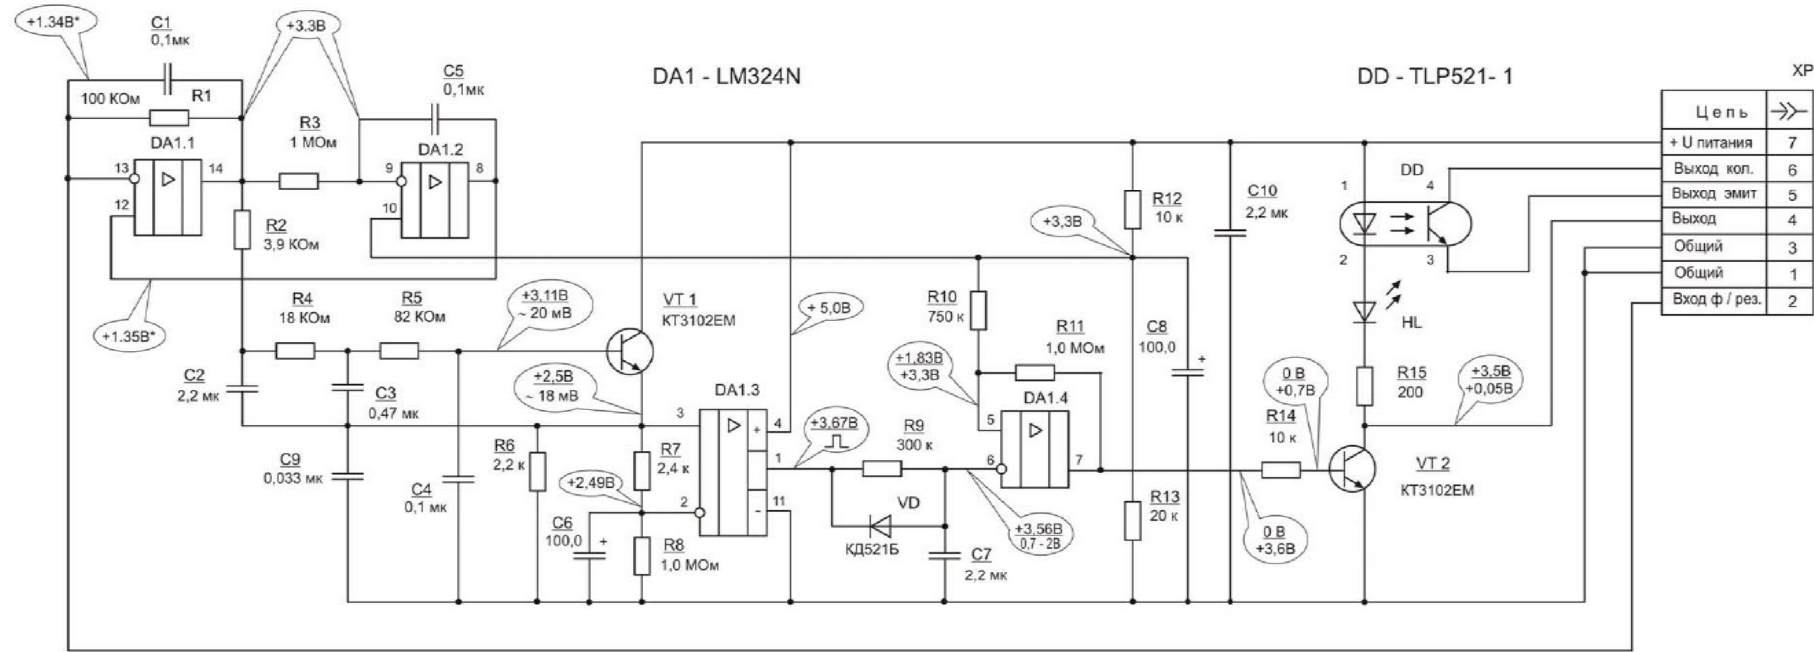 +1.34В*
C1
0,1мк
+3.3В
100 КОм
R1
C5
0,1мк
DA1 - LM324N
DD - TLP521- 1
XP
Цепь
+ U питания 7
Выход кол. 6
Выход эмит 5
Выход 4
Общий 3
Общий 1
Вход ф / рез. 2
R3
1 МОм
DA1.1
DA1.2
13
14
12
9
8
10
R2
3,9 КОм
+1.35В*
R4
18 КОм
R5
82 КОм
+3,11В
~ 20 мВ
VT 1
КТ3102ЕМ
+ 5,0В
+3,3В
R12
10 к
C10
2,2 мк
DD
1
4
2
3
HL
R10
750 к
R11
1,0 МОм
C8
100,0
+
+1,83В
+3,3В
C2
2,2 мк
C3
0,47 мк
+2,5В
~ 18 мВ
DA1.3
3
4
+
1
11
-
2
+3,67В
R9
300 к
DA1.4
5
6
7
0 В
+0,7В
R14
10 к
R15
200
+3,5В
+0,05В
VT 2
КТ3102ЕМ
C9
0,033 мк
C4
0,1 мк
R6
2,2 к
R7
2,4 к
+2,49В
C6
100,0
+
R8
1,0 МОм
VD
КД521Б
C7
2,2 мк
+3,56В
0,7 - 2В
R13
20 к
0 В
+3,6В